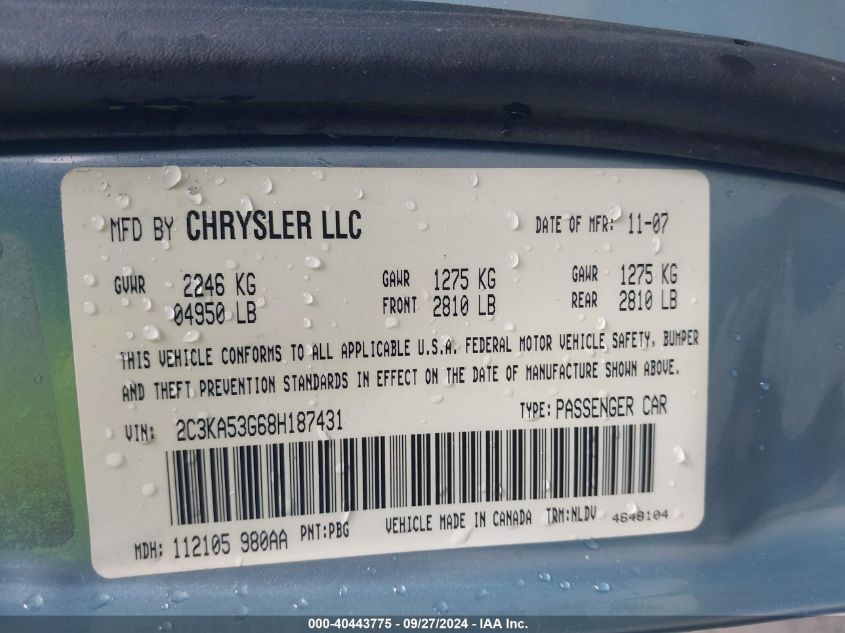 MFD BY CHRYSLER LLC DATE OF MFR: 11-07
GVWR 2246 KG GAWR 1275 KG GAWR 1275 KG
04950 LB FRONT 2810 LB REAR 2810 LB
THIS VEHICLE CONFORMS TO ALL APPLICABLE U.S.A. FEDERAL MOTOR VEHICLE SAFETY, BUMPER
AND THEFT PREVENTION STANDARDS IN EFFECT ON THE DATE OF MANUFACTURE SHOWN ABOVE.
VIN: 2C3KA53G68H187431 TYPE: PASSENGER CAR
MDH: 112105 980AA PNT:PBG VEHICLE MADE IN CANADA TRM:NLDV 4648104
000-40443775 - 09/27/2024 - IAA Inc.